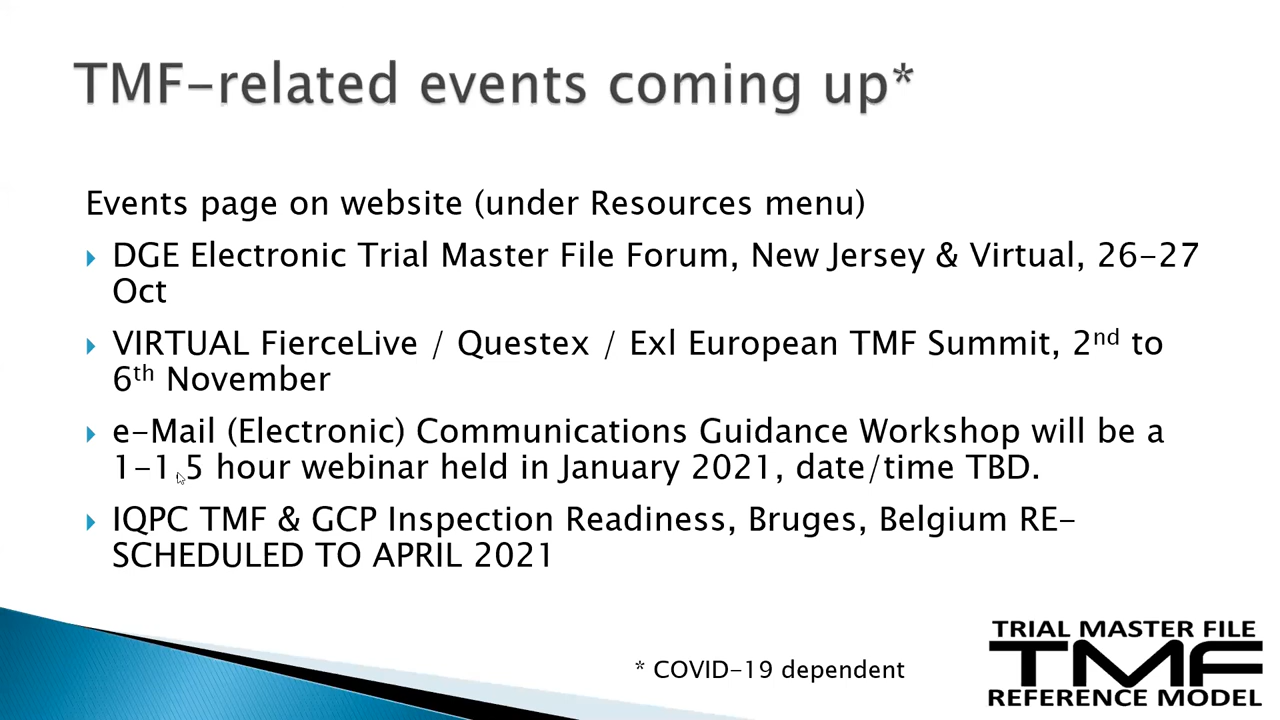 TMF-related events coming up*
Events page on website (under Resources menu)
DGE Electronic Trial Master File Forum, New Jersey & Virtual, 26-27
Oct
VIRTUAL FierceLive / Questex / Exl European TMF Summit, 2nd to
6th November
e-Mail (Electronic) Communications Guidance Workshop will be a
1-1.5 hour webinar held in January 2021, date/time TBD.
IQPC TMF & GCP Inspection Readiness, Bruges, Belgium RE-
SCHEDULED TO APRIL 2021
* COVID-19 dependent
TRIAL MASTER FILE
TMF
REFERENCE MODEL